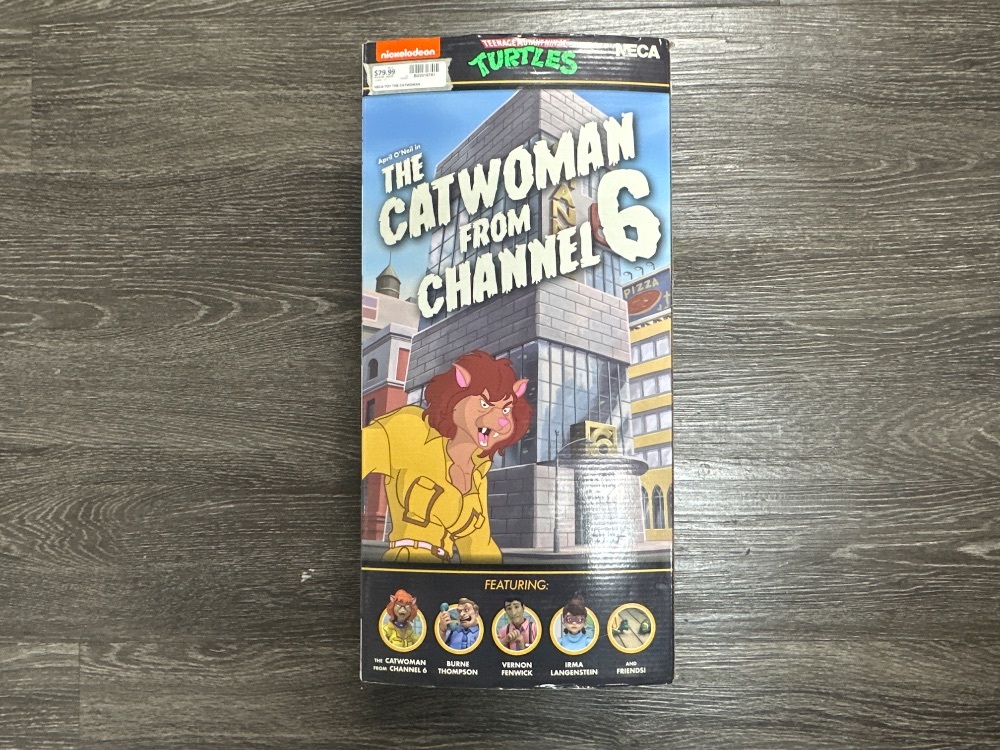 nickelodeon
TEENAGE MUTANT NINJA
TURTLES
NECA
$79.99
April O'Neil in
THE
CATWOMAN
FROM
CHANNEL 6
PIZZA
FEATURING:
THE CATWOMAN
FROM CHANNEL 6
BURNE
THOMPSON
VERNON
FENWICK
IRMA
LANGENSTEIN
AND
FRIENDS!